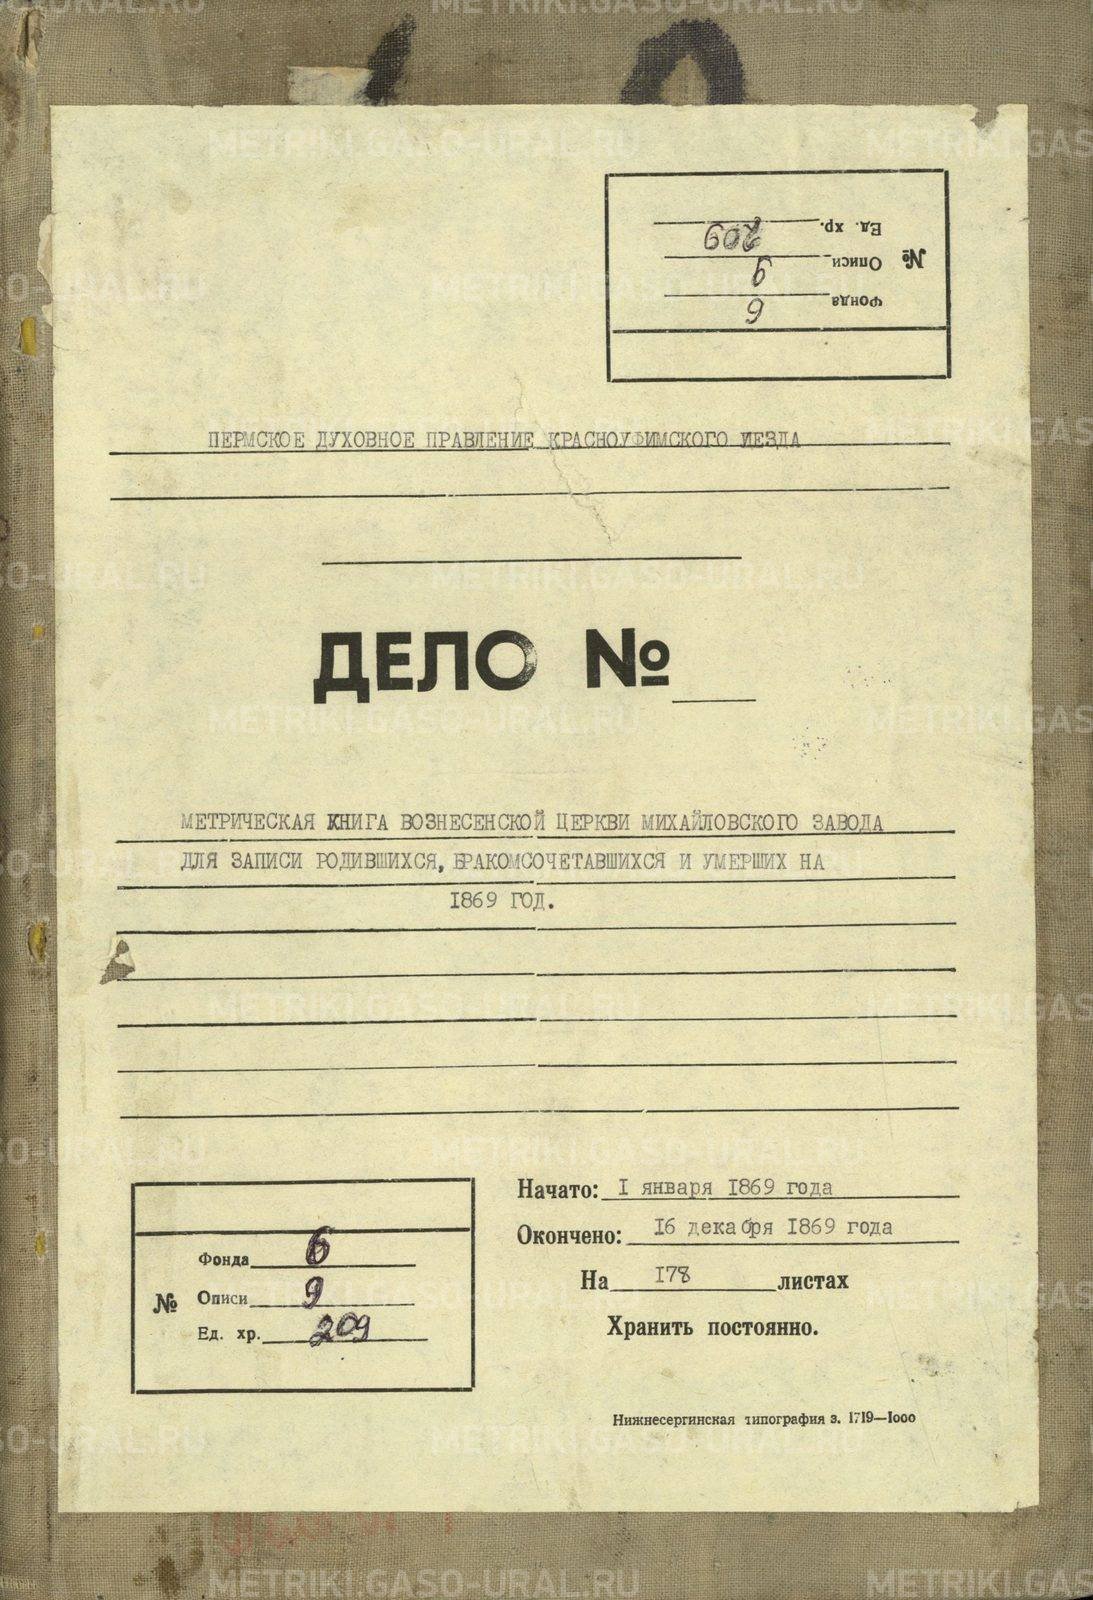 Ед. хр. 209
№ Описи 9
Фонда 6
ПЕРМСКОЕ ДУХОВНОЕ ПРАВЛЕНИЕ КРАСНОУФИМСКОГО УЕЗДА
ДЕЛО №
МЕТРИЧЕСКАЯ КНИГА ВОЗНЕСЕНСКОЙ ЦЕРКВИ МИХАЙЛОВСКОГО ЗАВОДА
ДЛЯ ЗАПИСИ РОДИВШИХСЯ, БРАКОМСОЧЕТАВШИХСЯ И УМЕРШИХ НА
1869 ГОД.
Начато: 1 января 1869 года
Окончено: 16 декабря 1869 года
На 178 листах
Хранить постоянно.
Фонда 6
№ Описи 9
Ед. хр. 209
Нижнесергинская типография з. 1719—1000
METRIKI.GASO-URAL.RU